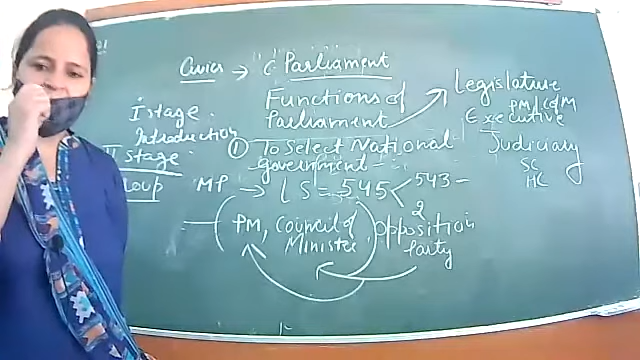 Civics → " Parliament
Functions of
Parliament
Legislature
Executive
PM/COM
Judiciary
SC
HC
I stage.
Introduction
II stage
① To Select National
government
MP → LS = 545 < 543 -
2
PM, Council of
Minister, Opposition
Party